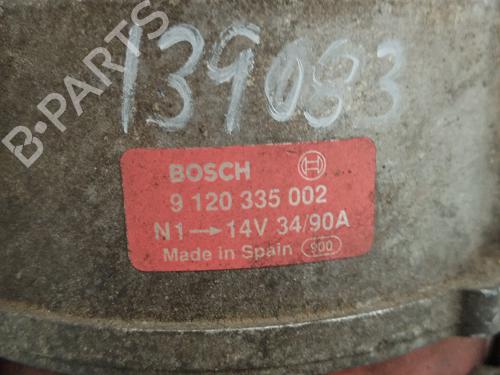 B-PARTS
139083
BOSCH
9 120 335 002
N1→14V 34/90A
Made in Spain 900